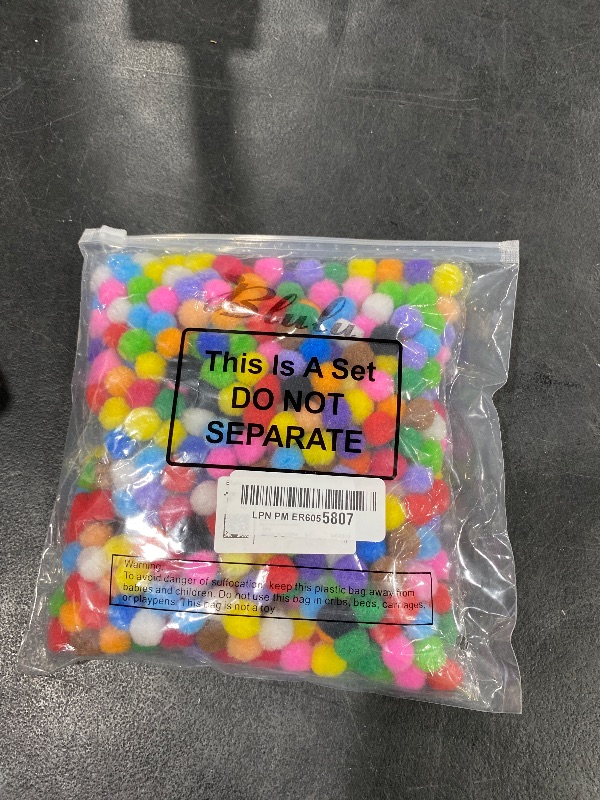 Blulu
This Is A Set
DO NOT
SEPARATE
LPN PM ER6055807
Warning:
To avoid danger of suffocation, keep this plastic bag away from
babies and children. Do not use this bag in cribs, beds, carriages,
or playpens. This bag is not a toy